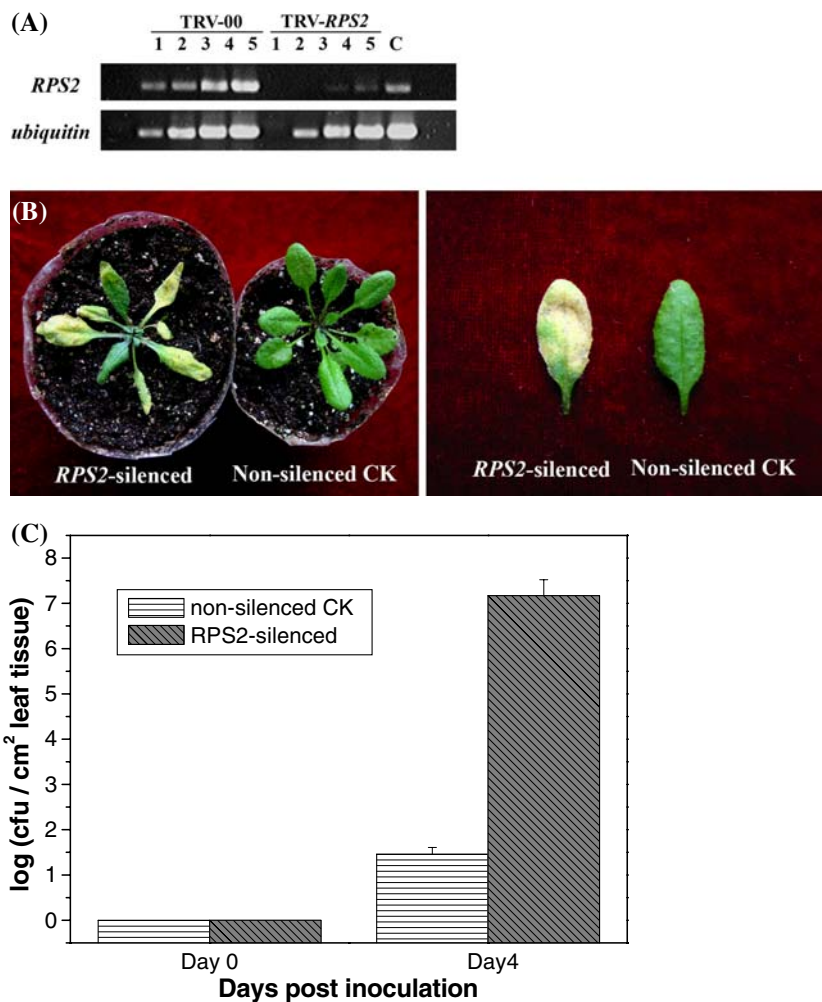 (A)
TRV-00 TRV-RPS2
1 2 3 4 5 1 2 3 4 5 C
RPS2
ubiquitin
(B)
RPS2-silenced Non-silenced CK
RPS2-silenced Non-silenced CK
(C)
log (cfu / cm² leaf tissue)
8
7
6
5
4
3
2
1
0
non-silenced CK
RPS2-silenced
Day 0 Day4
Days post inoculation